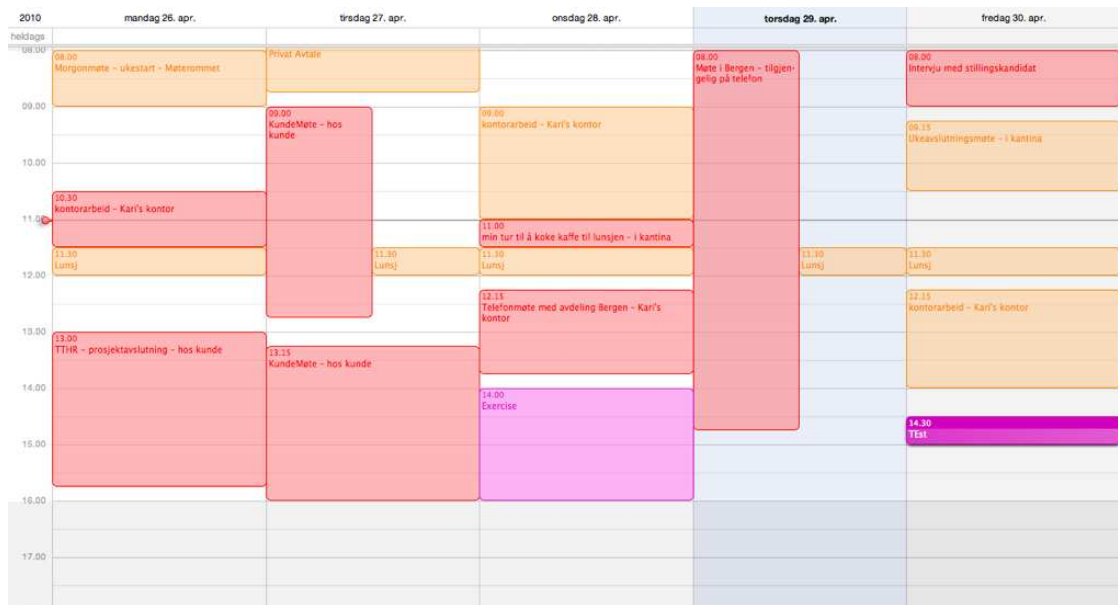 2010
mandag 26. apr.
tirsdag 27. apr.
onsdag 28. apr.
torsdag 29. apr.
fredag 30. apr.
heldags
08.00
09.00
10.00
11.00
12.00
13.00
14.00
15.00
16.00
17.00
08.00
Morgonmøte - ukestart - Møterommet
10.30
kontorarbeid - Kari's kontor
11.30
Lunsj
13.00
TTHR - prosjektavslutning - hos kunde
Privat Avtale
09.00
KundeMøte - hos
kunde
11.30
Lunsj
13.15
KundeMøte - hos kunde
09.00
kontorarbeid - Kari's kontor
11.00
min tur til å koke kaffe til lunsjen - i kantina
11.30
Lunsj
12.15
Telefonmøte med avdeling Bergen - Kari's
kontor
14.00
Exercise
08.00
Møte i Bergen - tilgjen-
gelig på telefon
11.30
Lunsj
08.00
Intervju med stillingskandidat
09.15
Ukeavslutningsmøte - i kantina
11.30
Lunsj
12.15
kontorarbeid - Kari's kontor
14.30
TEst